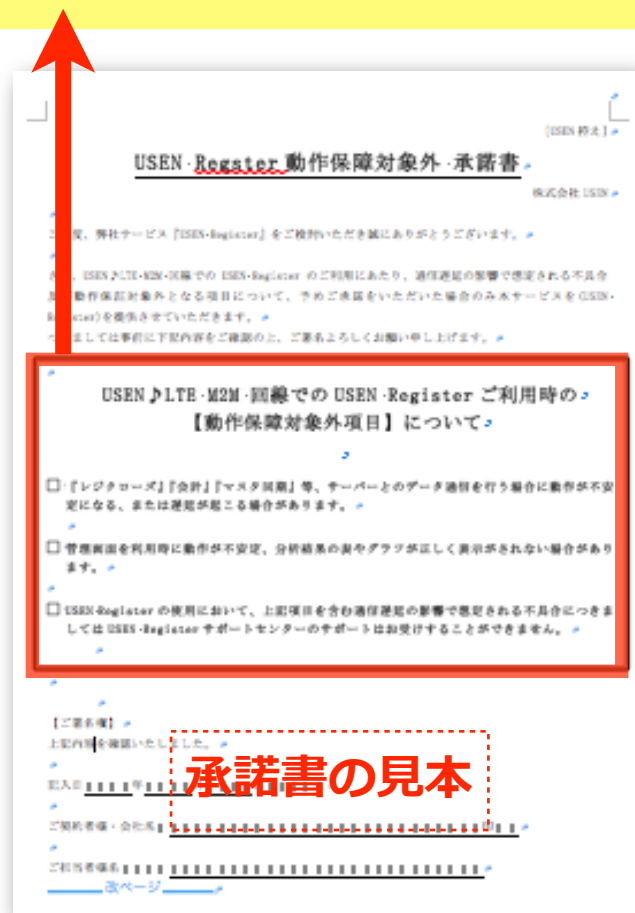 [USEN 控え]
USEN·Regster 動作保障対象外·承諾書
株式会社 USEN
度、弊社サービス『USEN·Register』をご検討いただき誠にありがとうございます。
USEN♪LTE·M2M·回線での USEN·Register のご利用にあたり、通信遅延の影響で想定される不具合
動作保証対象外となる項目について、予めご承諾をいただいた場合のみ本サービスを(USEN·
ster)を提供させていただきます。
ましては事前に下記内容をご確認の上、ご署名よろしくお願い申し上げます。
USEN♪LTE·M2M·回線での USEN·Register ご利用時の
【動作保障対象外項目】について
□·『レジクローズ』『会計』『マスタ同期』等、サーバーとのデータ通信を行う場合に動作が不安
定になる、または遅延が起こる場合があります。
□ 管理画面を利用時に動作が不安定、分析結果の表やグラフが正しく表示がされない場合があり
ます。
□ USEN·Register の使用において、上記項目を含む通信遅延の影響で想定される不具合につきま
しては USEN·Register サポートセンターのサポートはお受けすることができません。
【ご署名欄】
上記内容を確認いたしました。
記入日 年
承諾書の見本
ご契約者様・会社名 印
ご担当者様名
改ページ